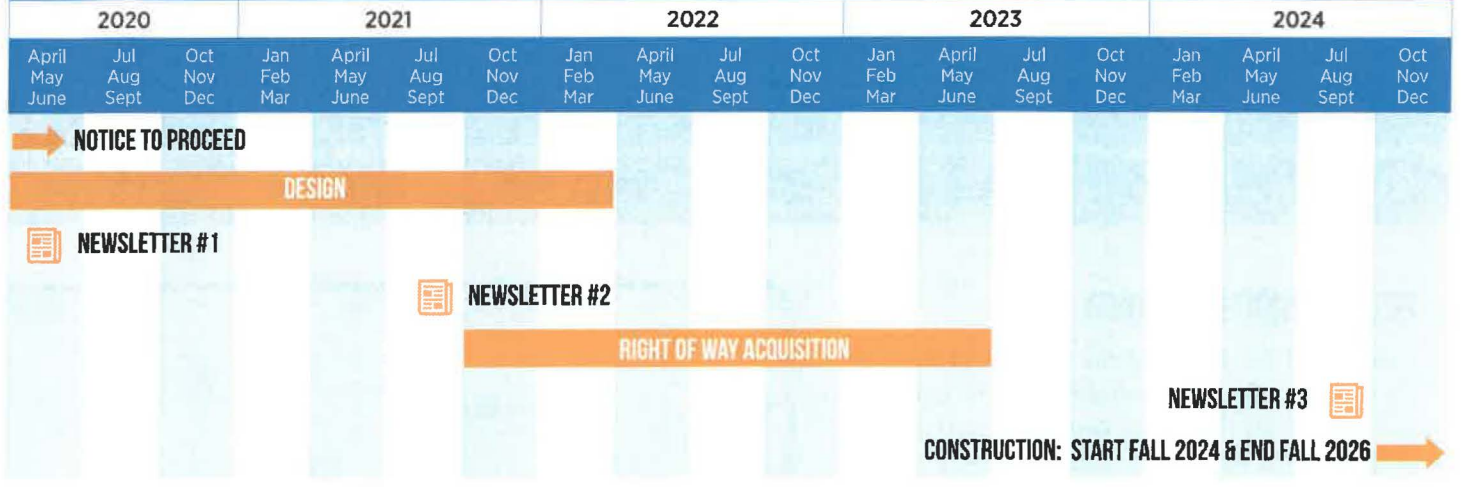 2020 2021 2022 2023 2024
April Jul Oct Jan April Jul Oct Jan April Jul Oct Jan April Jul Oct Jan April Jul Oct
May Aug Nov Feb May Aug Nov Feb May Aug Nov Feb May Aug Nov Feb May Aug Nov
June Sept Dec Mar June Sept Dec Mar June Sept Dec Mar June Sept Dec Mar June Sept Dec
NOTICE TO PROCEED
DESIGN
NEWSLETTER #1
NEWSLETTER #2
RIGHT OF WAY ACQUISITION
NEWSLETTER #3
CONSTRUCTION: START FALL 2024 & END FALL 2026